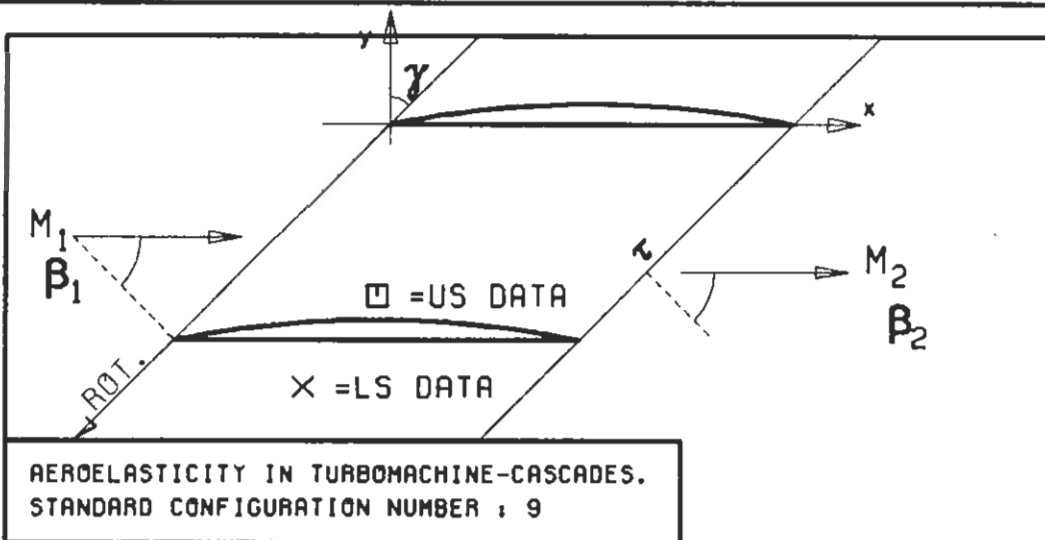 y
γ
x
M1
β1
τ
M2
β2
⊔ =US DATA
ROT.
X =LS DATA
AEROELASTICITY IN TURBOMACHINE-CASCADES.
STANDARD CONFIGURATION NUMBER : 9